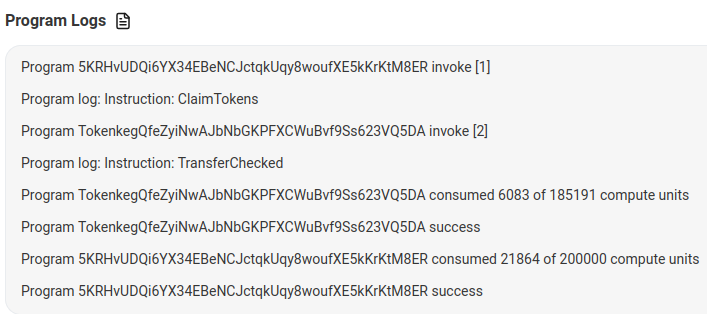 Program Logs
Program 5KRHvUDQi6YX34EBeNCJctqkUqy8woufXE5kKrKtM8ER invoke [1]
Program log: Instruction: ClaimTokens
Program TokenkegQfeZyiNwAJbNbGKPFXCWuBvf9Ss623VQ5DA invoke [2]
Program log: Instruction: TransferChecked
Program TokenkegQfeZyiNwAJbNbGKPFXCWuBvf9Ss623VQ5DA consumed 6083 of 185191 compute units
Program TokenkegQfeZyiNwAJbNbGKPFXCWuBvf9Ss623VQ5DA success
Program 5KRHvUDQi6YX34EBeNCJctqkUqy8woufXE5kKrKtM8ER consumed 21864 of 200000 compute units
Program 5KRHvUDQi6YX34EBeNCJctqkUqy8woufXE5kKrKtM8ER success